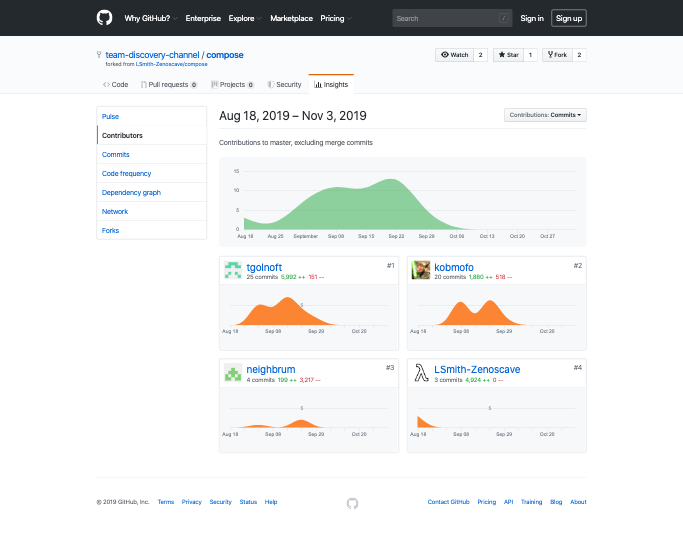 Why GitHub? Enterprise Explore Marketplace Pricing Search / Sign in Sign up
team-discovery-channel / compose Watch 2 Star 1 Fork 2
forked from LSmith-Zenoscave/compose
Code Pull requests 0 Projects 0 Security Insights
Pulse
Contributors
Commits
Code frequency
Dependency graph
Network
Forks
Aug 18, 2019 – Nov 3, 2019 Contributions: Commits
Contributions to master, excluding merge commits
15
10
5
0
Aug 18 Aug 25 September Sep 08 Sep 15 Sep 22 Sep 29 Oct 06 Oct 13 Oct 20 Oct 27
tgolnoft #1
25 commits 5,992 ++ 151 --
5
Aug 18 Sep 08 Sep 29 Oct 20
kobmofo #2
20 commits 1,880 ++ 518 --
Aug 18 Sep 08 Sep 29 Oct 20
neighbrum #3
4 commits 199 ++ 3,217 --
5
Aug 18 Sep 08 Sep 29 Oct 20
LSmith-Zenoscave #4
3 commits 4,924 ++ 0 --
5
Aug 18 Sep 08 Sep 29 Oct 20
© 2019 GitHub, Inc. Terms Privacy Security Status Help Contact GitHub Pricing API Training Blog About